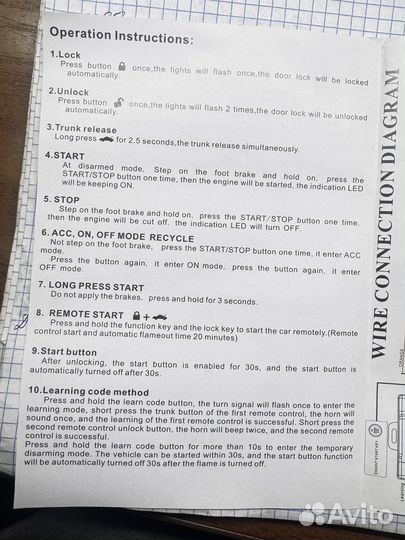 Operation Instructions:
1.Lock
Press button once,the lights will flash once,the door lock will be locked
automatically.
2.Unlock
Press button once,the lights will flash 2 times,the door lock will be unlocked
automatically.
3.Trunk release
Long press for 2.5 seconds,the trunk release simultaneously.
4.START
At disarmed mode, Step on the foot brake and hold on, press the
START/STOP button one time, then the engine will be started, the indication LED
will be keeping ON.
5. STOP
Step on the foot brake and hold on, press the START/STOP button one time,
then the engine will be cut off. the indication LED will turn OFF.
6. ACC, ON, OFF MODE RECYCLE
Not step on the foot brake, press the START/STOP button one time, it enter ACC
mode.
Press the button again, it enter ON mode, press the button again, it enter
OFF mode.
7. LONG PRESS START
Do not apply the brakes, press and hold for 3 seconds.
8. REMOTE START +
Press and hold the function key and the lock key to start the car remotely.(Remote
control start and automatic flameout time 20 minutes)
9.Start button
After unlocking, the start button is enabled for 30s, and the start button is
automatically turned off after 30s.
10.Learning code method
Press and hold the learn code button, the turn signal will flash once to enter the
learning mode, short press the trunk button of the first remote control, the horn will
sound once, and the learning of the first remote control is successful. Short press the
second remote control unlock button, the horn will beep twice, and the second remote
control is successful.
Press and hold the learn code button for more than 10s to enter the temporary
disarming mode. The vehicle can be started within 30s, and the start button function
will be automatically turned off 30s after the flame is turned off.
WIRE CONNECTION DIAGRAM
ORANGE
Learning
Avito